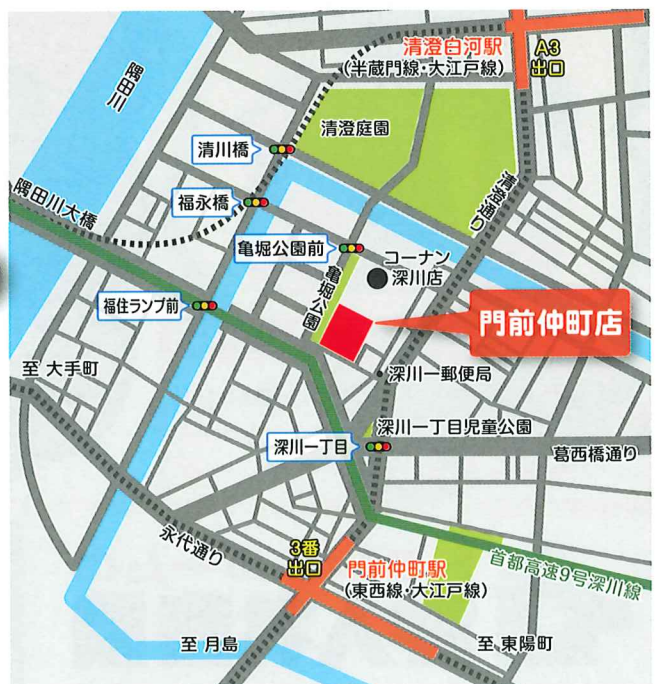 清澄白河駅
(半蔵門線・大江戸線)
A3
出口
隅田川
清澄庭園
清川橋
福永橋
隅田川大橋
清澄通り
亀堀公園前
コーナン
深川店
亀堀公園
福住ランプ前
門前仲町店
至 大手町
深川一郵便局
深川一丁目児童公園
深川一丁目
葛西橋通り
永代通り
3番
出口
門前仲町駅
(東西線・大江戸線)
首都高速9号深川線
至 月島
至 東陽町